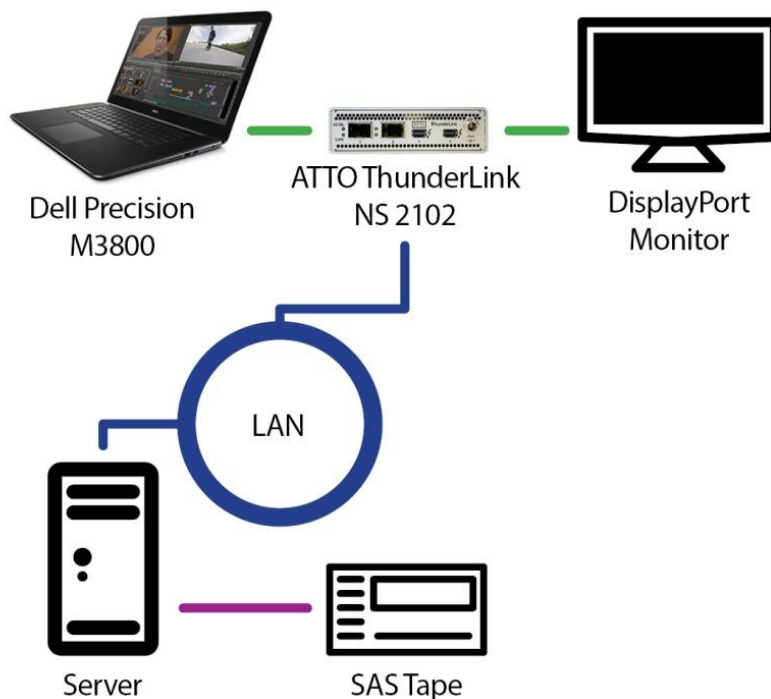 Dell Precision
M3800
ATTO ThunderLink
NS 2102
DisplayPort
Monitor
LAN
Server
SAS Tape